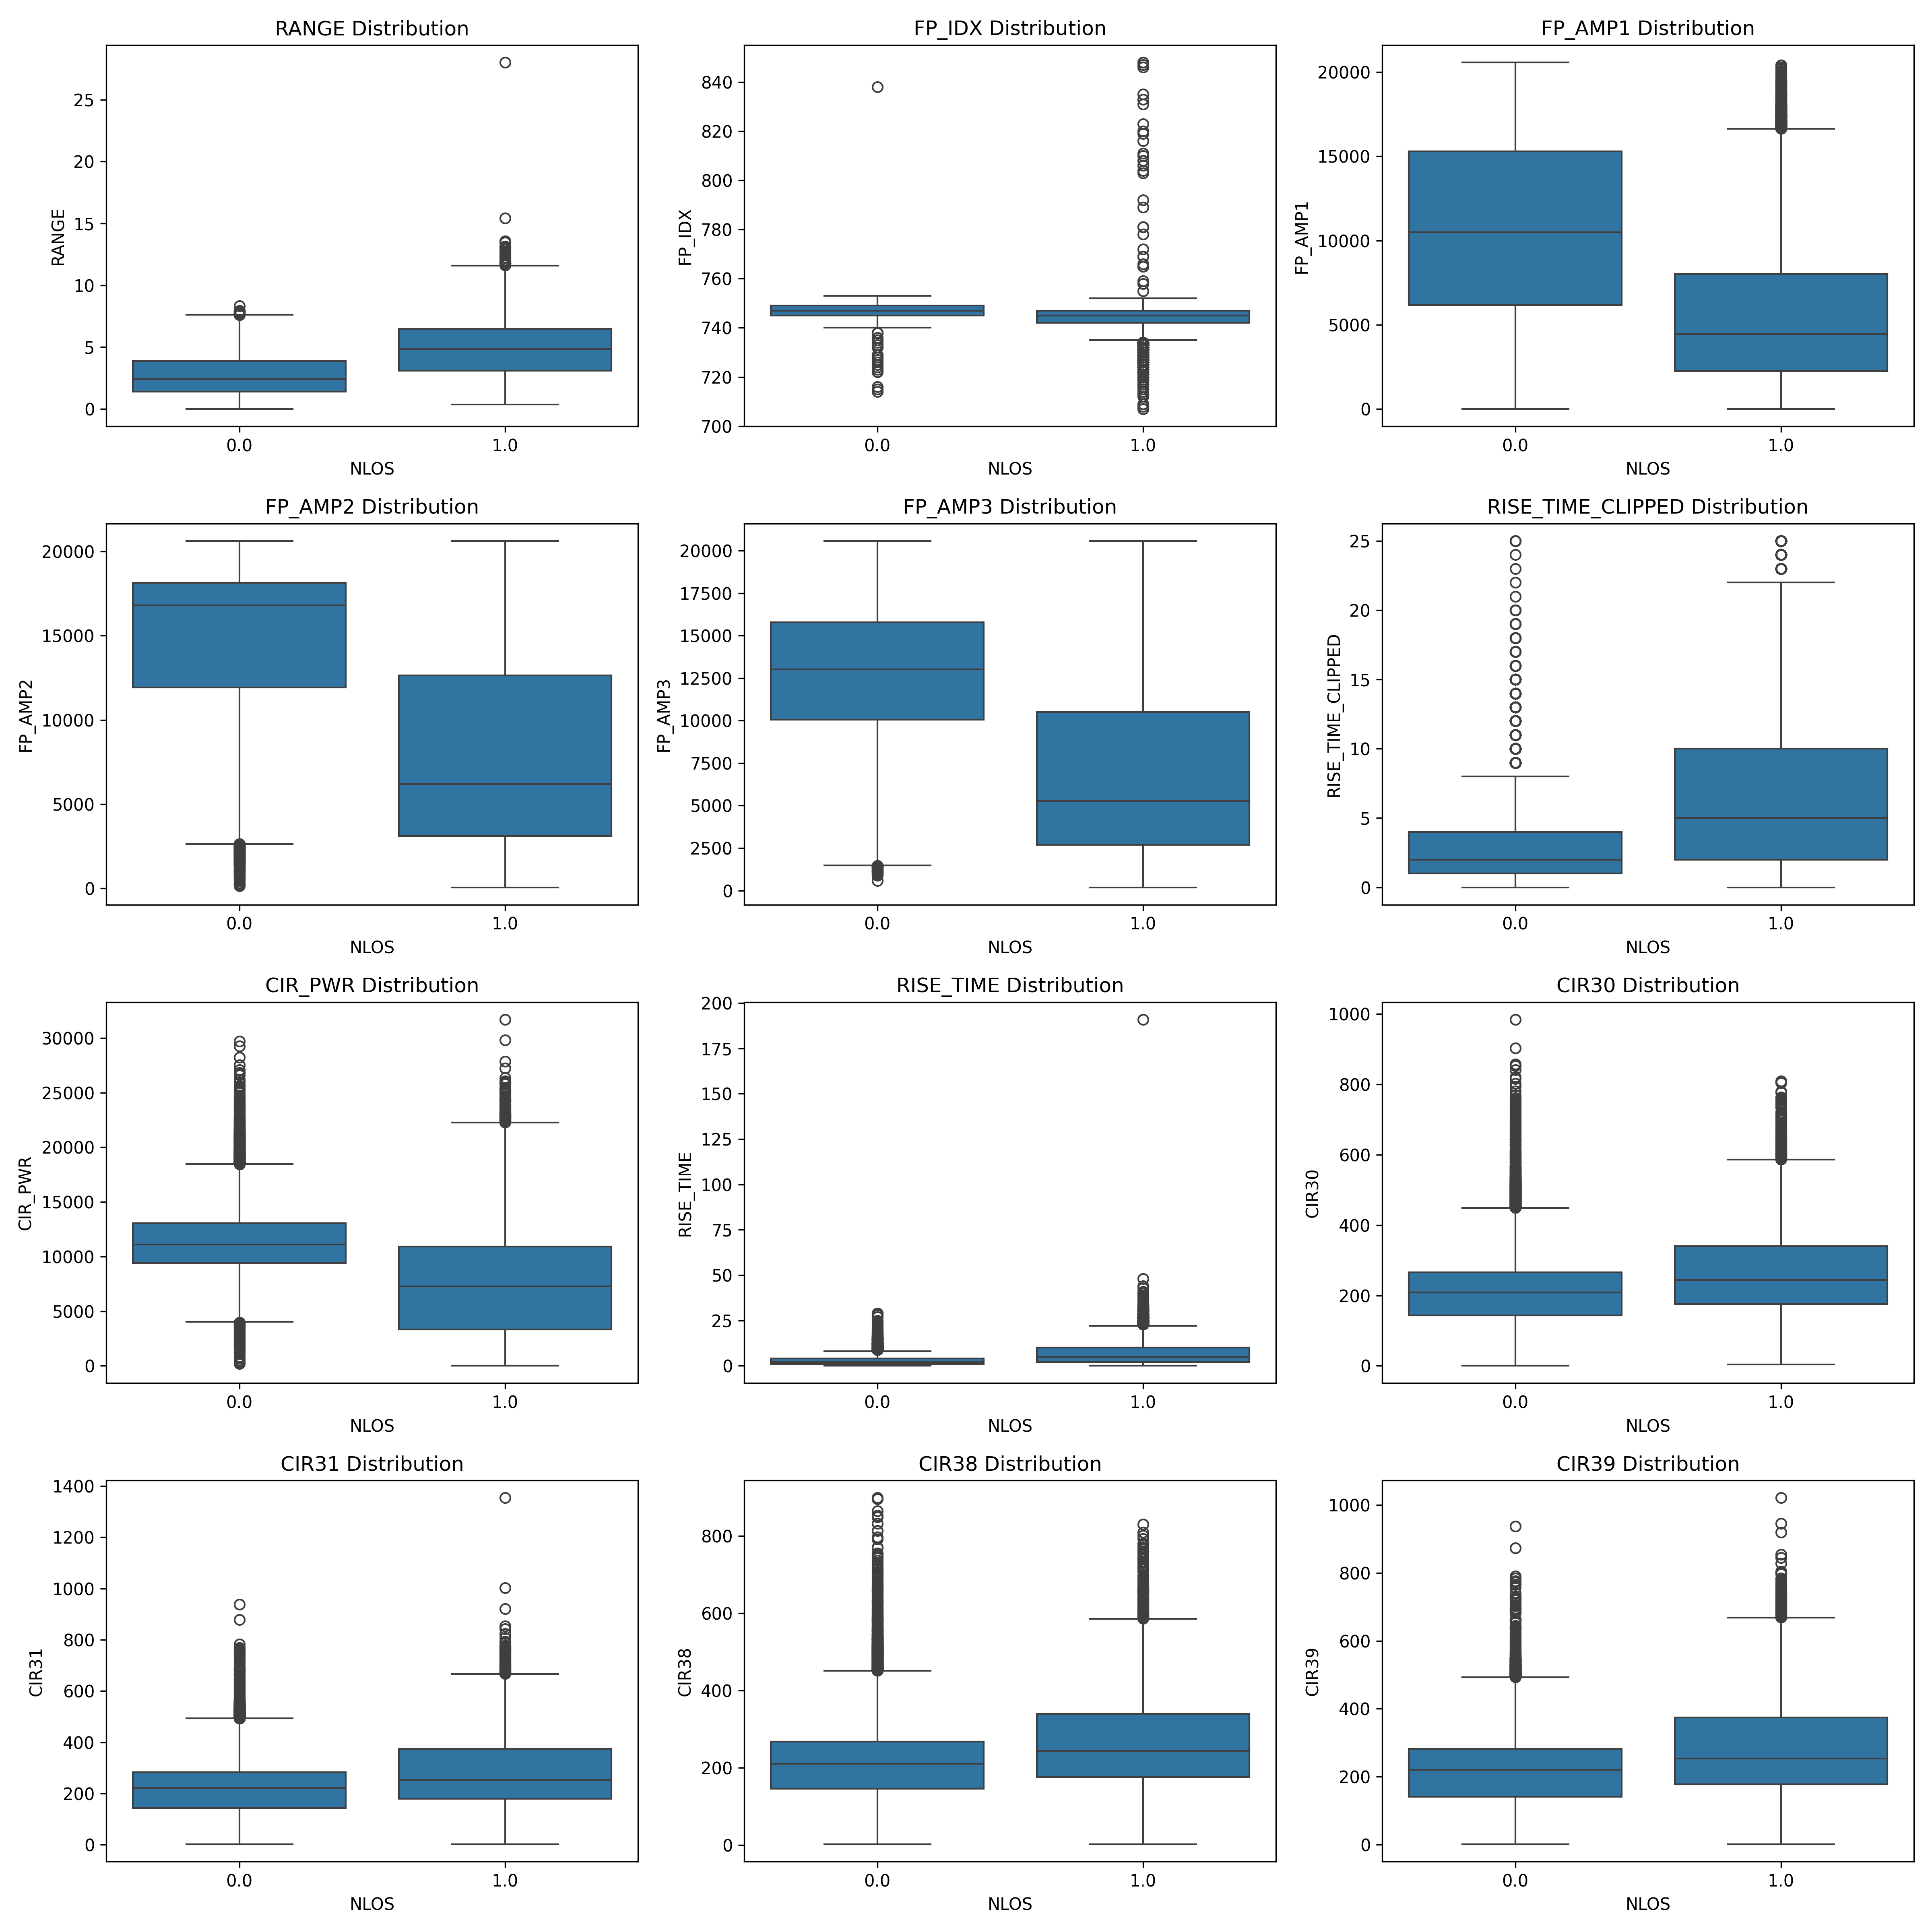 RANGE Distribution
25
20
15
10
5
0
RANGE
0.0 1.0
NLOS
FP_IDX Distribution
840
820
800
780
760
740
720
700
FP_IDX
0.0 1.0
NLOS
FP_AMP1 Distribution
20000
15000
10000
5000
0
FP_AMP1
0.0 1.0
NLOS
FP_AMP2 Distribution
20000
15000
10000
5000
0
FP_AMP2
0.0 1.0
NLOS
FP_AMP3 Distribution
20000
17500
15000
12500
10000
7500
5000
2500
0
FP_AMP3
0.0 1.0
NLOS
RISE_TIME_CLIPPED Distribution
25
20
15
10
5
0
RISE_TIME_CLIPPED
0.0 1.0
NLOS
CIR_PWR Distribution
30000
25000
20000
15000
10000
5000
0
CIR_PWR
0.0 1.0
NLOS
RISE_TIME Distribution
200
175
150
125
100
75
50
25
0
RISE_TIME
0.0 1.0
NLOS
CIR30 Distribution
1000
800
600
400
200
0
CIR30
0.0 1.0
NLOS
CIR31 Distribution
1400
1200
1000
800
600
400
200
0
CIR31
0.0 1.0
NLOS
CIR38 Distribution
800
600
400
200
0
CIR38
0.0 1.0
NLOS
CIR39 Distribution
1000
800
600
400
200
0
CIR39
0.0 1.0
NLOS